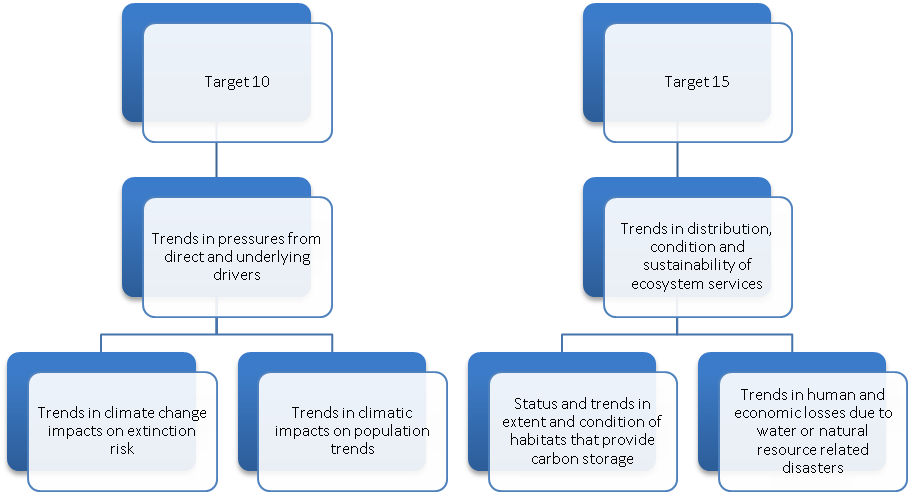 Target 10
Target 15
Trends in pressures from
direct and underlying
drivers
Trends in distribution,
condition and
sustainability of
ecosystem services
Trends in climate change
impacts on extinction
risk
Trends in climatic
impacts on population
trends
Status and trends in
extent and condition of
habitats that provide
carbon storage
Trends in human and
economic losses due to
water or natural
resource related
disasters